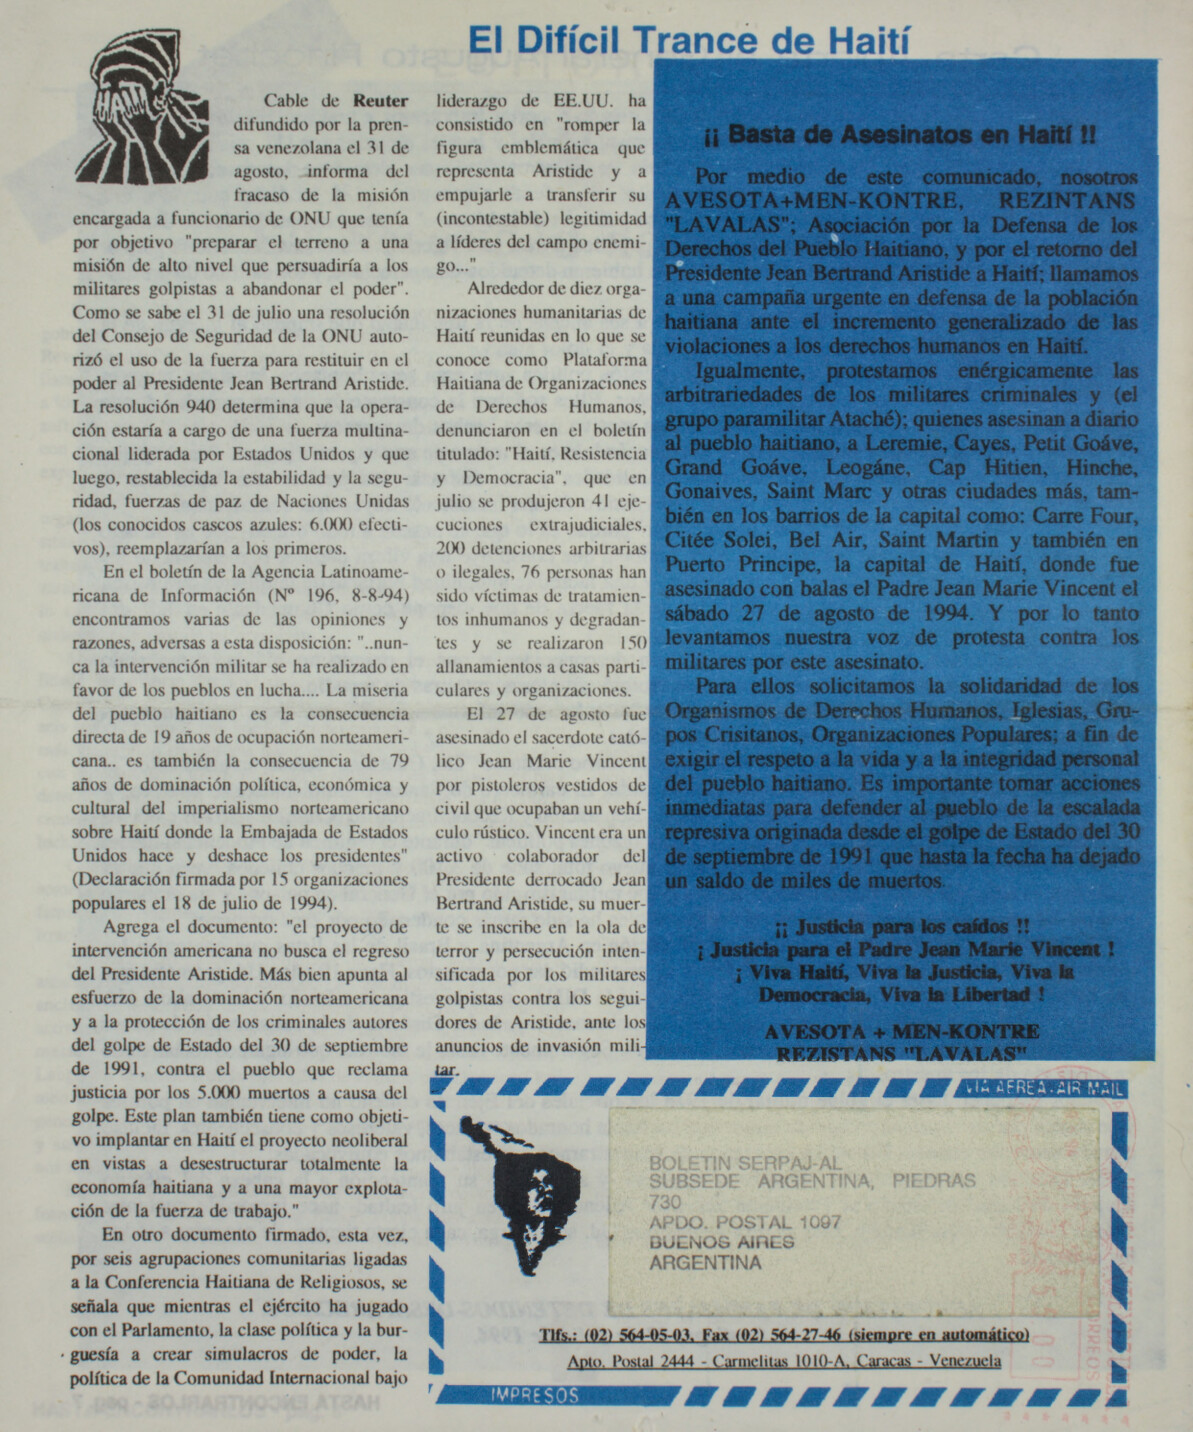 El Difícil Trance de Haití
Cable de Reuter
difundido por la pren-
sa venezolana el 31 de
agosto, informa del
fracaso de la misión
encargada a funcionario de ONU que tenía
por objetivo "preparar el terreno a una
misión de alto nivel que persuadiría a los
militares golpistas a abandonar el poder".
Como se sabe el 31 de julio una resolución
del Consejo de Seguridad de la ONU auto-
rizó el uso de la fuerza para restituir en el
poder al Presidente Jean Bertrand Aristide.
La resolución 940 determina que la opera-
ción estaría a cargo de una fuerza multina-
cional liderada por Estados Unidos y que
luego, restablecida la estabilidad y la segu-
ridad, fuerzas de paz de Naciones Unidas
(los conocidos cascos azules: 6.000 efecti-
vos), reemplazarían a los primeros.
En el boletín de la Agencia Latinoame-
ricana de Información (Nº 196, 8-8-94)
encontramos varias de las opiniones y
razones, adversas a esta disposición: "..nun-
ca la intervención militar se ha realizado en
favor de los pueblos en lucha.... La miseria
del pueblo haitiano es la consecuencia
directa de 19 años de ocupación norteameri-
cana.. es también la consecuencia de 79
años de dominación política, económica y
cultural del imperialismo norteamericano
sobre Haití donde la Embajada de Estados
Unidos hace y deshace los presidentes"
(Declaración firmada por 15 organizaciones
populares el 18 de julio de 1994).
Agrega el documento: "el proyecto de
intervención americana no busca el regreso
del Presidente Aristide. Más bien apunta al
esfuerzo de la dominación norteamericana
y a la protección de los criminales autores
del golpe de Estado del 30 de septiembre
de 1991, contra el pueblo que reclama
justicia por los 5.000 muertos a causa del
golpe. Este plan también tiene como objeti-
vo implantar en Haití el proyecto neoliberal
en vistas a desestructurar totalmente la
economía haitiana y a una mayor explota-
ción de la fuerza de trabajo."
En otro documento firmado, esta vez,
por seis agrupaciones comunitarias ligadas
a la Conferencia Haitiana de Religiosos, se
señala que mientras el ejército ha jugado
con el Parlamento, la clase política y la bur-
guesía a crear simulacros de poder, la
política de la Comunidad Internacional bajo
liderazgo de EE.UU. ha
consistido en "romper la
figura emblemática que
representa Aristide y a
empujarle a transferir su
(incontestable) legitimidad
a líderes del campo enemi-
go..."
Alrededor de diez orga-
nizaciones humanitarias de
Haití reunidas en lo que se
conoce como Plataforma
Haitiana de Organizaciones
de Derechos Humanos,
denunciaron en el boletín
titulado: "Haití, Resistencia
y Democracia", que en
julio se produjeron 41 eje-
cuciones extrajudiciales,
200 detenciones arbitrarias
o ilegales, 76 personas han
sido víctimas de tratamien-
tos inhumanos y degradan-
tes y se realizaron 150
allanamientos a casas parti-
culares y organizaciones.
El 27 de agosto fue
asesinado el sacerdote cató-
lico Jean Marie Vincent
por pistoleros vestidos de
civil que ocupaban un vehí-
culo rústico. Vincent era un
activo colaborador del
Presidente derrocado Jean
Bertrand Aristide, su muer-
te se inscribe en la ola de
terror y persecución inten-
sificada por los militares
golpistas contra los segui-
dores de Aristide, ante los
anuncios de invasión mili-
tar.
¡¡ Basta de Asesinatos en Haití !!
Por medio de este comunicado, nosotros
AVESOTA+MEN-KONTRE, REZINTANS
"LAVALAS"; Asociación por la Defensa de los
Derechos del Pueblo Haitiano, y por el retorno del
Presidente Jean Bertrand Aristide a Haití; llamamos
a una campaña urgente en defensa de la población
haitiana ante el incremento generalizado de las
violaciones a los derechos humanos en Haití.
Igualmente, protestamos enérgicamente las
arbitrariedades de los militares criminales y (el
grupo paramilitar Ataché); quienes asesinan a diario
al pueblo haitiano, a Leremie, Cayes, Petit Goáve,
Grand Goáve, Leogáne, Cap Hitien, Hinche,
Gonaives, Saint Marc y otras ciudades más, tam-
bién en los barrios de la capital como: Carre Four,
Citée Solei, Bel Air, Saint Martin y también en
Puerto Principe, la capital de Haití, donde fue
asesinado con balas el Padre Jean Marie Vincent el
sábado 27 de agosto de 1994. Y por lo tanto
levantamos nuestra voz de protesta contra los
militares por este asesinato.
Para ellos solicitamos la solidaridad de los
Organismos de Derechos Humanos, Iglesias, Gru-
pos Crisitanos, Organizaciones Populares; a fin de
exigir el respeto a la vida y a la integridad personal
del pueblo haitiano. Es importante tomar acciones
inmediatas para defender al pueblo de la escalada
represiva originada desde el golpe de Estado del 30
de septiembre de 1991 que hasta la fecha ha dejado
un saldo de miles de muertos.
¡¡ Justicia para los caídos !!
¡ Justicia para el Padre Jean Marie Vincent !
¡ Viva Haití, Viva la Justicia, Viva la
Democracia, Viva la Libertad !
AVESOTA + MEN-KONTRE
REZISTANS "LAVALAS"
VIA AEREA-AIR MAIL
BOLETIN SERPAJ-AL
SUBSEDE ARGENTINA, PIEDRAS
730
APDO. POSTAL 1097
BUENOS AIRES
ARGENTINA
Tlfs.: (02) 564-05-03, Fax (02) 564-27-46 (siempre en automático)
Apto. Postal 2444 - Carmelitas 1010-A, Caracas - Venezuela
IMPRESOS
CORREOS